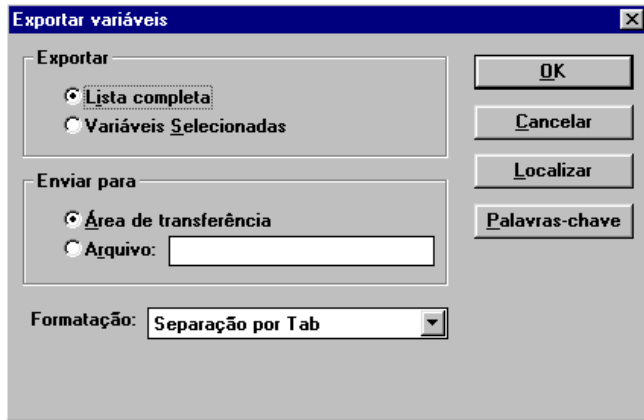 Exportar variáveis
Exportar
Lista completa
Variáveis Selecionadas
Enviar para
Área de transferência
Arquivo:
Formatação:
Separação por Tab
OK
Cancelar
Localizar
Palavras-chave